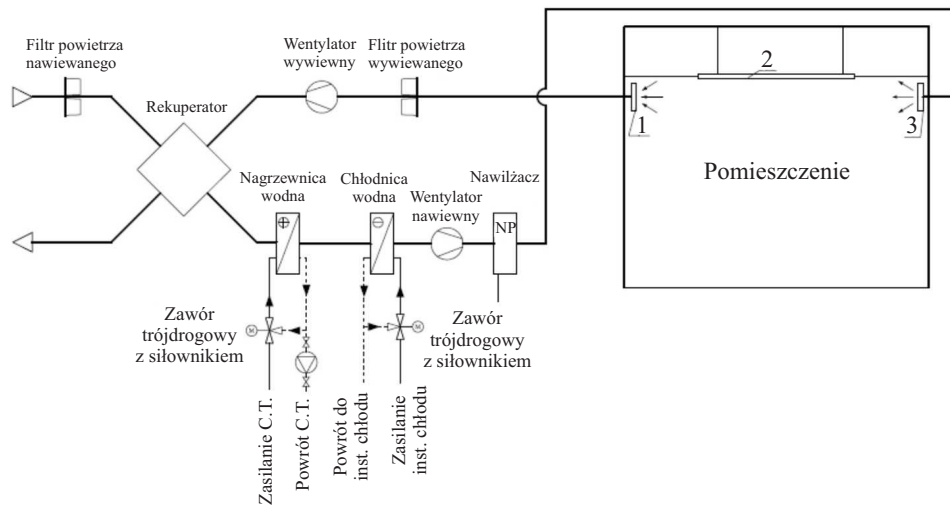 Filtr powietrza
nawiewanego
Wentylator
wywiewny
Flitr powietrza
wywiewanego
2
Rekuperator
1
3
Pomieszczenie
Nagrzewnica
wodna
Chłodnica
wodna
Wentylator
nawiewny
Nawilżacz
NP
Zawór
trójdrogowy
z siłownikiem
M
M
Zawór
trójdrogowy
z siłownikiem
Zasilanie C.T.
Powrót C.T.
Powrót do
inst. chłodu
Zasilanie
inst. chłodu